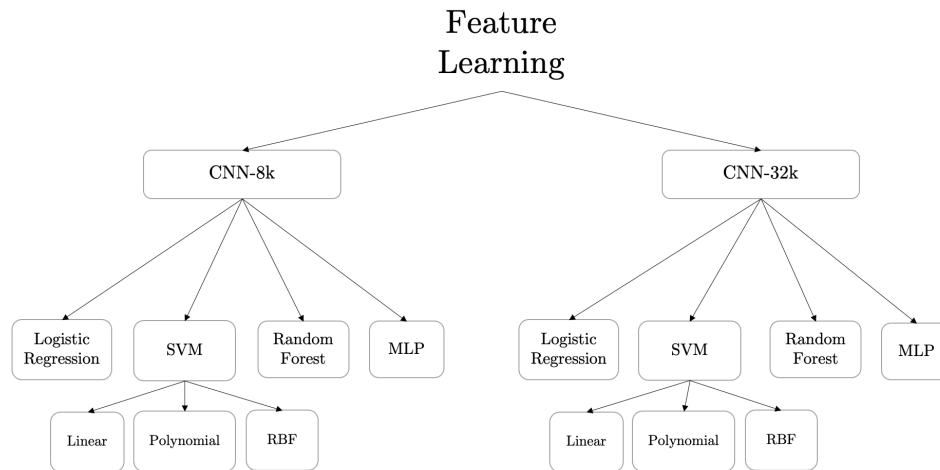 Feature
Learning
CNN-8k
CNN-32k
Logistic
Regression
SVM
Random
Forest
MLP
Logistic
Regression
SVM
Random
Forest
MLP
Linear
Polynomial
RBF
Linear
Polynomial
RBF